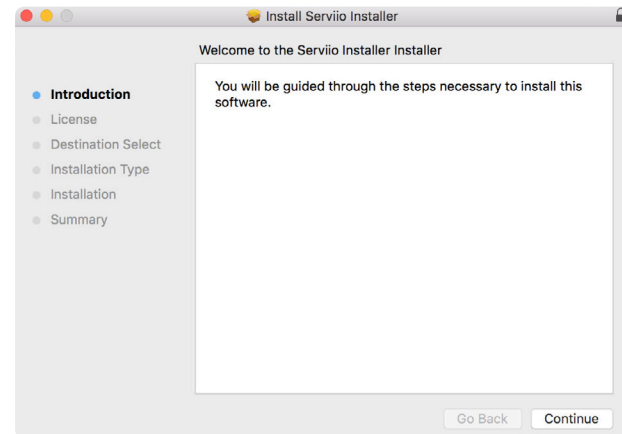 Install Serviio Installer
Welcome to the Serviio Installer Installer
Introduction
License
Destination Select
Installation Type
Installation
Summary
You will be guided through the steps necessary to install this
software.
Go Back
Continue